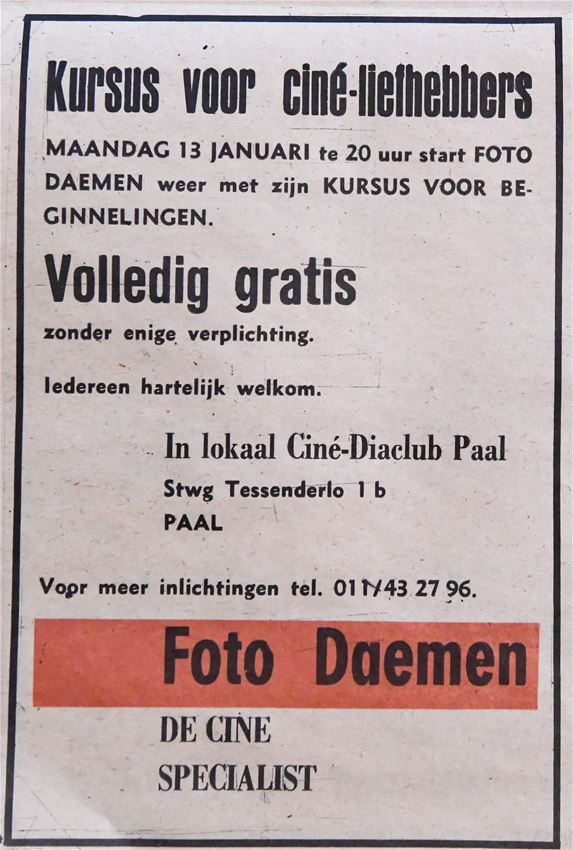 Kursus voor ciné-liefhebbers
MAANDAG 13 JANUARI te 20 uur start FOTO
DAEMEN weer met zijn KURSUS VOOR BE-
GINNELINGEN.
Volledig gratis
zonder enige verplichting.
Iedereen hartelijk welkom.
In lokaal Ciné-Diaclub Paal
Stwg Tessenderlo 1 b
PAAL
Voor meer inlichtingen tel. 011/43 27 96.
Foto Daemen
DE CINE
SPECIALIST